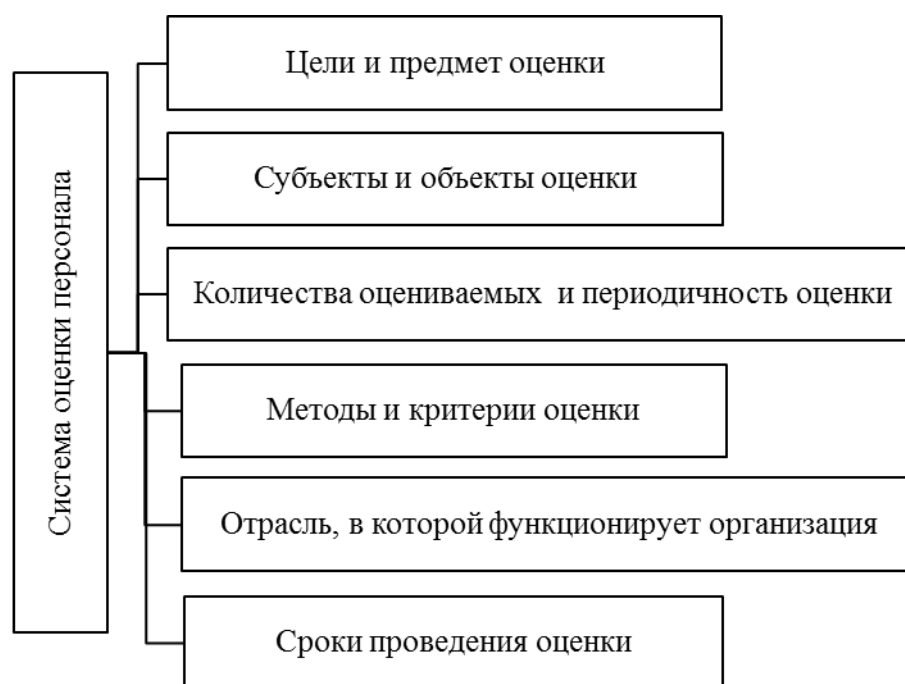 Система оценки персонала
Цели и предмет оценки
Субъекты и объекты оценки
Количества оцениваемых и периодичность оценки
Методы и критерии оценки
Отрасль, в которой функционирует организация
Сроки проведения оценки